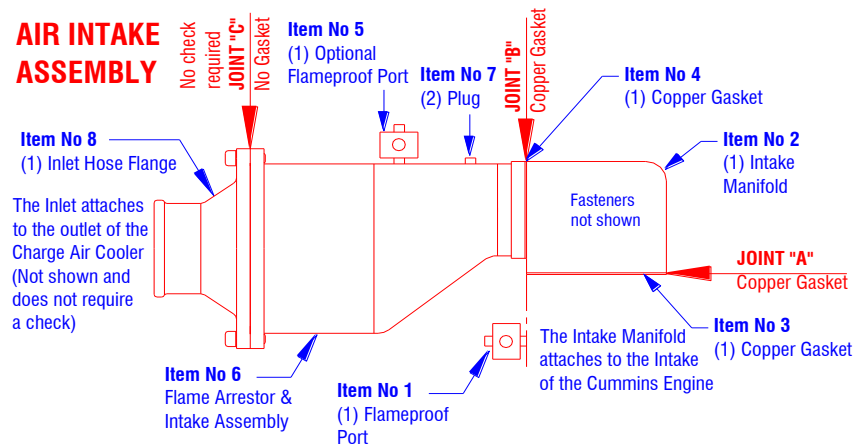 AIR INTAKE
ASSEMBLY
No check
required
JOINT "C"
No Gasket
Item No 5
(1) Optional
Flameproof Port
Item No 7
(2) Plug
JOINT "B"
Copper Gasket
Item No 4
(1) Copper Gasket
Item No 8
(1) Inlet Hose Flange
Item No 2
(1) Intake
Manifold
The Inlet attaches
to the outlet of the
Charge Air Cooler
(Not shown and
does not require
a check)
Fasteners
not shown
JOINT "A"
Copper Gasket
Item No 3
(1) Copper Gasket
The Intake Manifold
attaches to the Intake
of the Cummins Engine
Item No 6
Flame Arrestor &
Intake Assembly
Item No 1
(1) Flameproof
Port